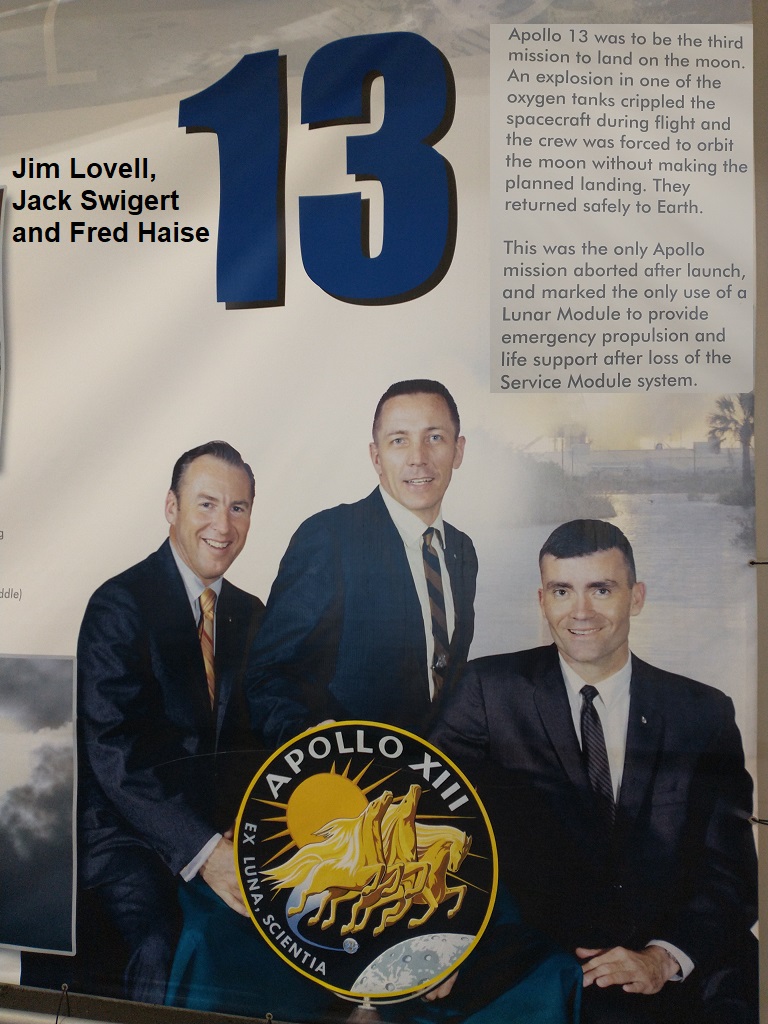 13
Jim Lovell,
Jack Swigert
and Fred Haise
Apollo 13 was to be the third
mission to land on the moon.
An explosion in one of the
oxygen tanks crippled the
spacecraft during flight and
the crew was forced to orbit
the moon without making the
planned landing. They
returned safely to Earth.
This was the only Apollo
mission aborted after launch,
and marked the only use of a
Lunar Module to provide
emergency propulsion and
life support after loss of the
Service Module system.
APOLLO XIII
EX LUNA, SCIENTIA